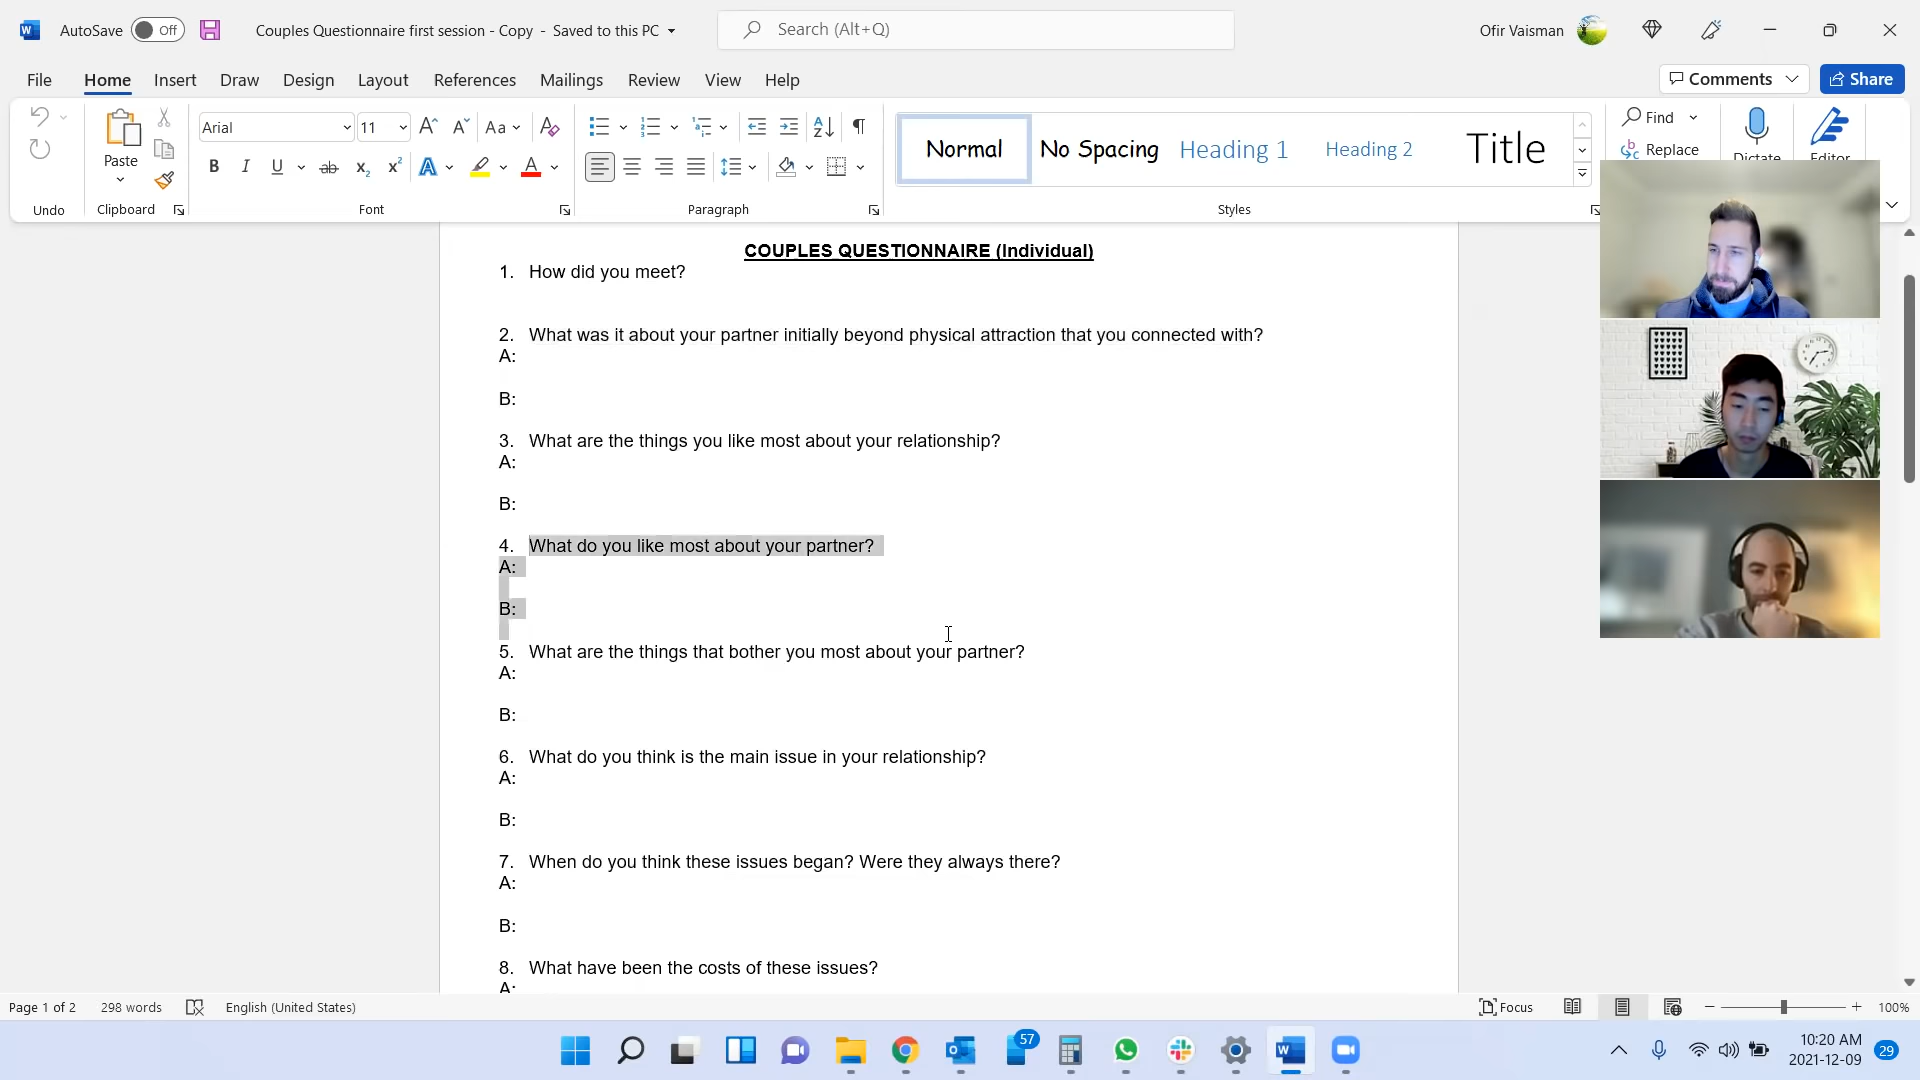 AutoSave Off Couples Questionnaire first session - Copy - Saved to this PC Search (Alt+Q) Ofir Vaisman
File Home Insert Draw Design Layout References Mailings Review View Help Comments Share
Arial 11 Aa Normal No Spacing Heading 1 Heading 2 Title Find
Paste B I U ab x2 x2 A A Replace Dictate Editor
Undo Clipboard Font Paragraph Styles
COUPLES QUESTIONNAIRE (Individual)
1. How did you meet?
2. What was it about your partner initially beyond physical attraction that you connected with?
A:
B:
3. What are the things you like most about your relationship?
A:
B:
4. What do you like most about your partner?
A:
B:
5. What are the things that bother you most about your partner?
A:
B:
6. What do you think is the main issue in your relationship?
A:
B:
7. When do you think these issues began? Were they always there?
A:
B:
8. What have been the costs of these issues?
A:
Page 1 of 2 298 words English (United States) Focus 100%
57
10:20 AM
2021-12-09 29